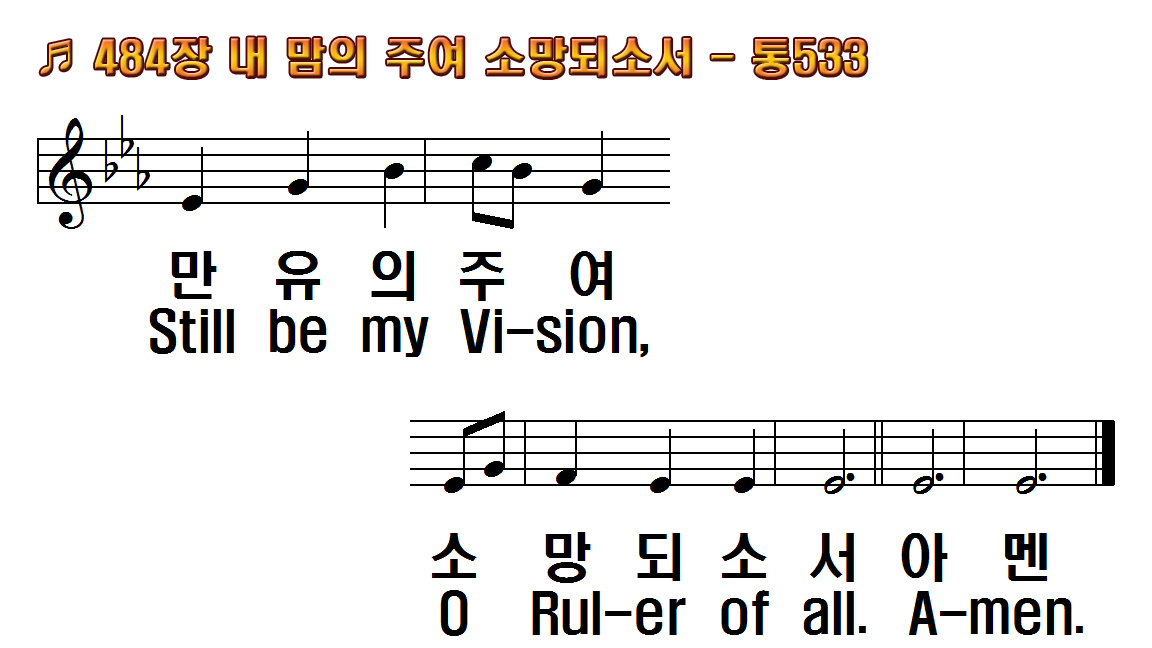 ♬ 484장 내 맘의 주여 소망되소서 - 통533
만 유 의 주 여
Still be my Vi-sion,
소 망 되 소 서 아 멘
O Rul-er of all. A-men.